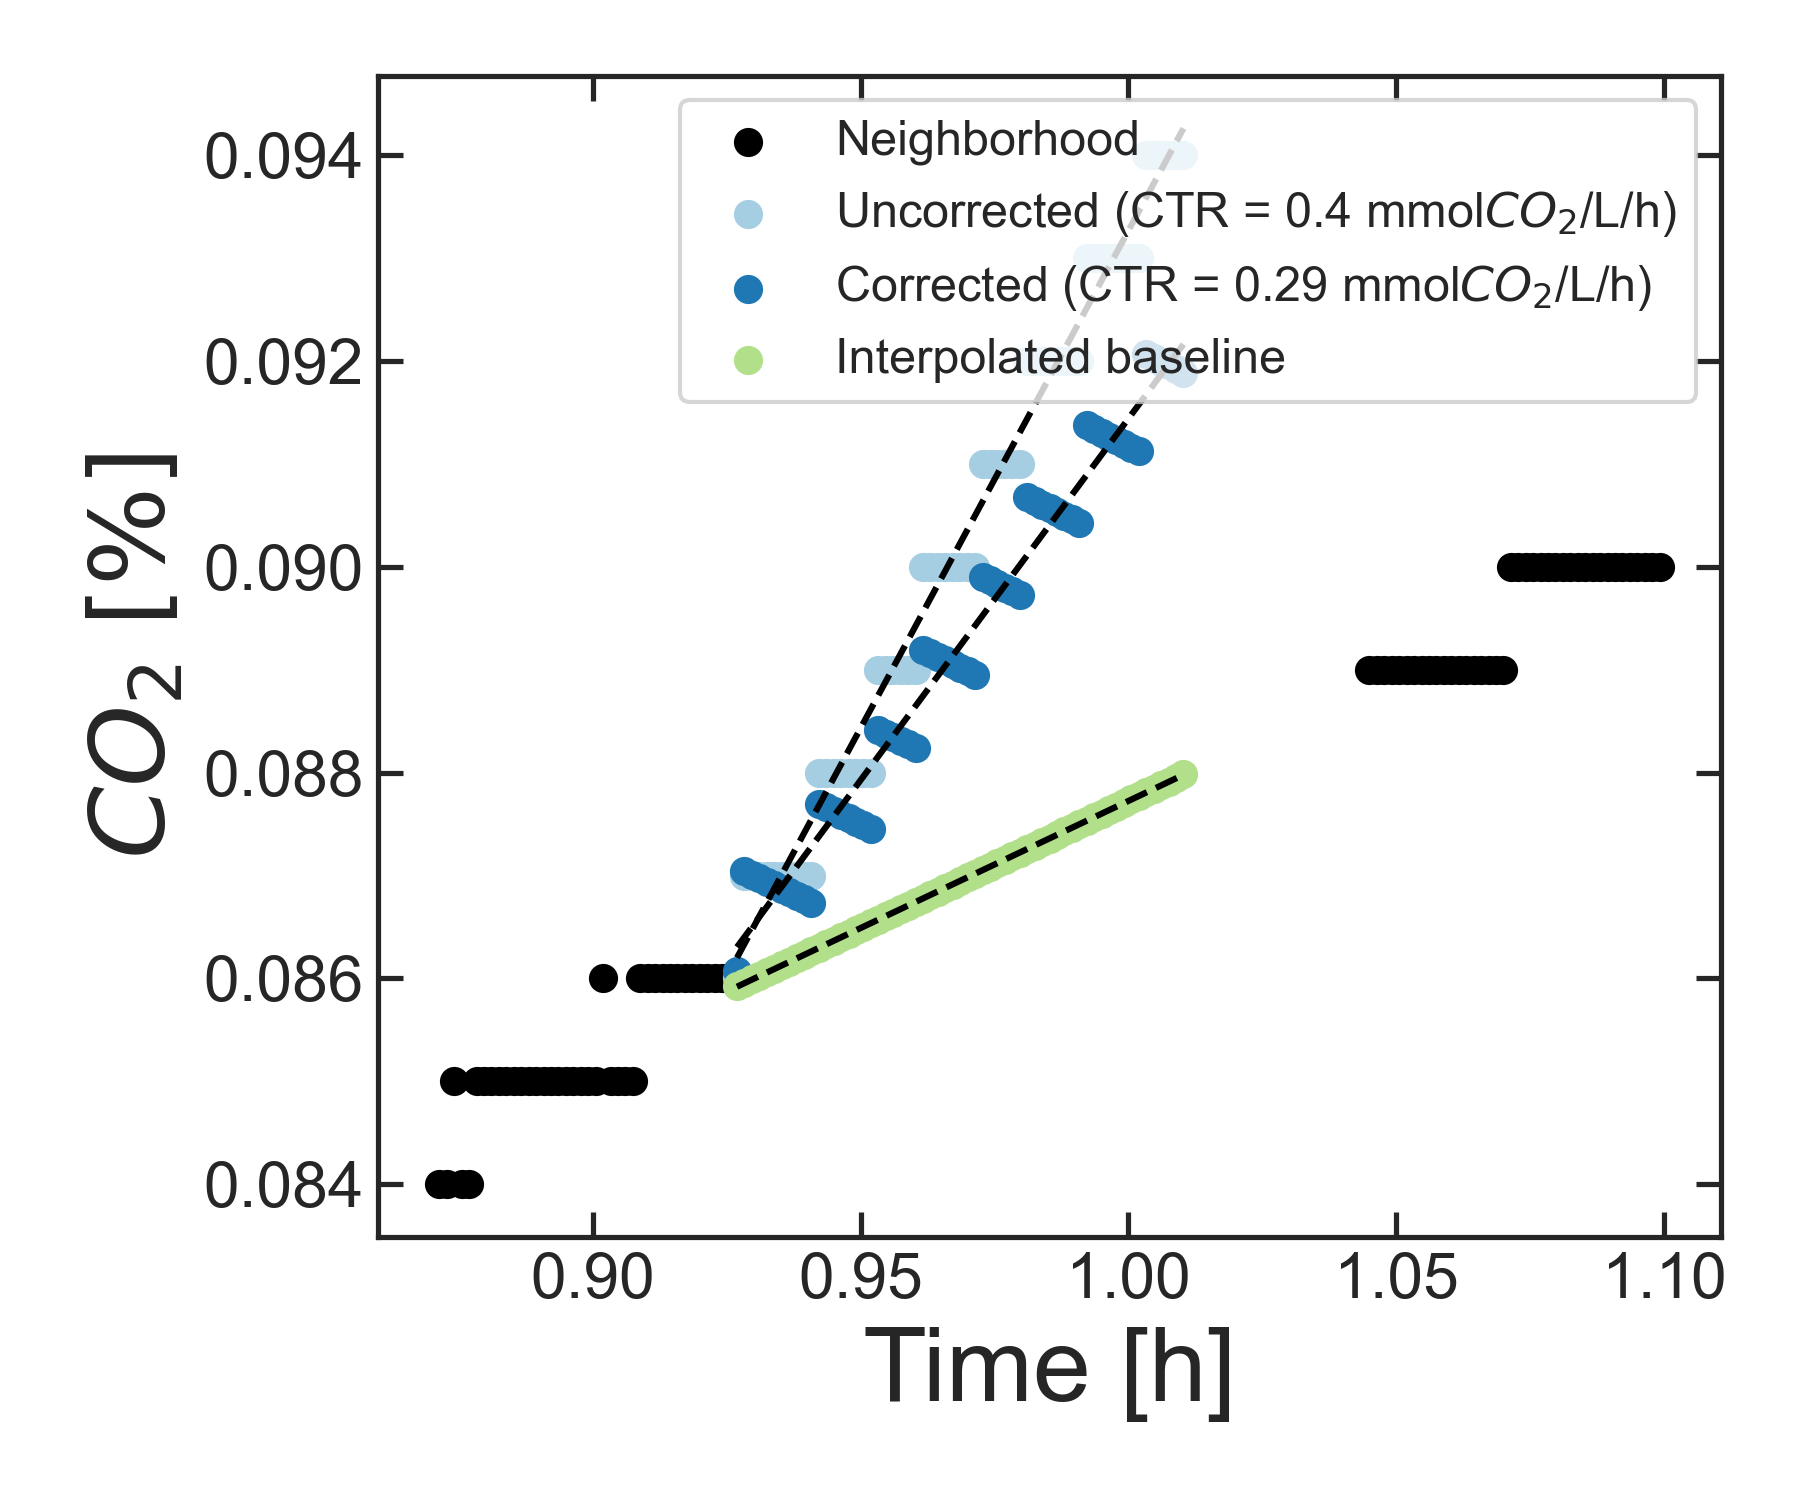 Neighborhood
Uncorrected (CTR = 0.4 mmolCO₂/L/h)
Corrected (CTR = 0.29 mmolCO₂/L/h)
Interpolated baseline
0.094
0.092
0.090
0.088
0.086
0.084
CO₂ [%]
0.90 0.95 1.00 1.05 1.10
Time [h]